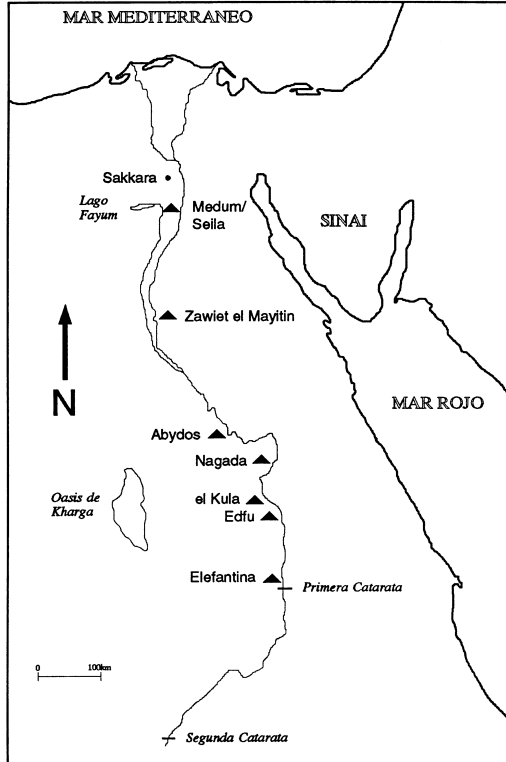 MAR MEDITERRANEO
Sakkara
Lago
Fayum
Medum/
Seila
SINAI
Zawiet el Mayitin
N
MAR ROJO
Abydos
Nagada
Oasis de
Kharga
el Kula
Edfu
Elefantina
Primera Catarata
0 100km
Segunda Catarata